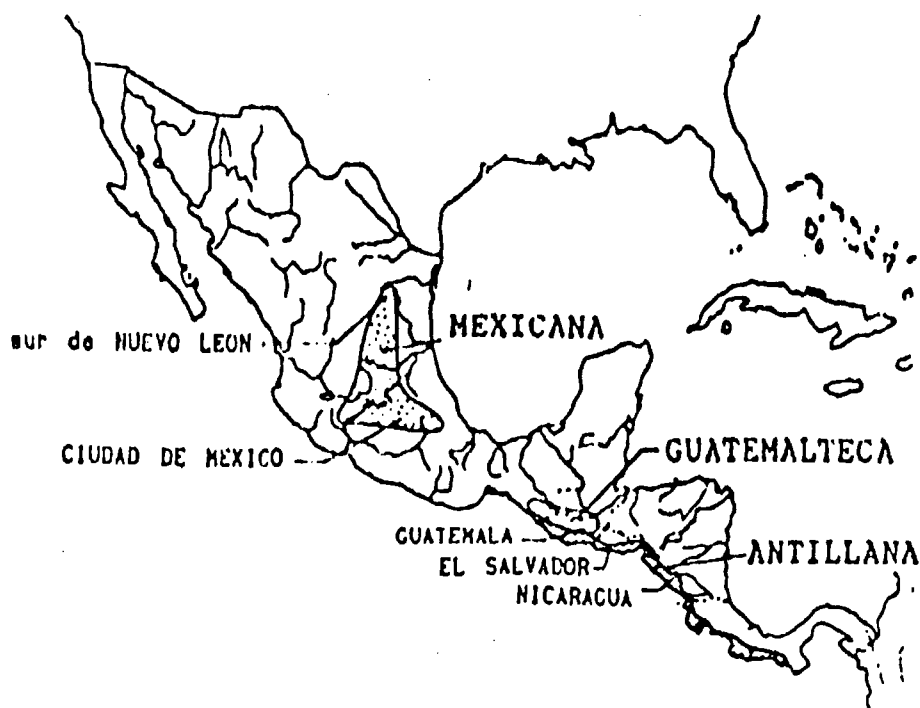 MEXICANA
sur de NUEVO LEON
CIUDAD DE MEXICO
GUATEMALTECA
GUATEMALA
EL SALVADOR
ANTILLANA
NICARAGUA